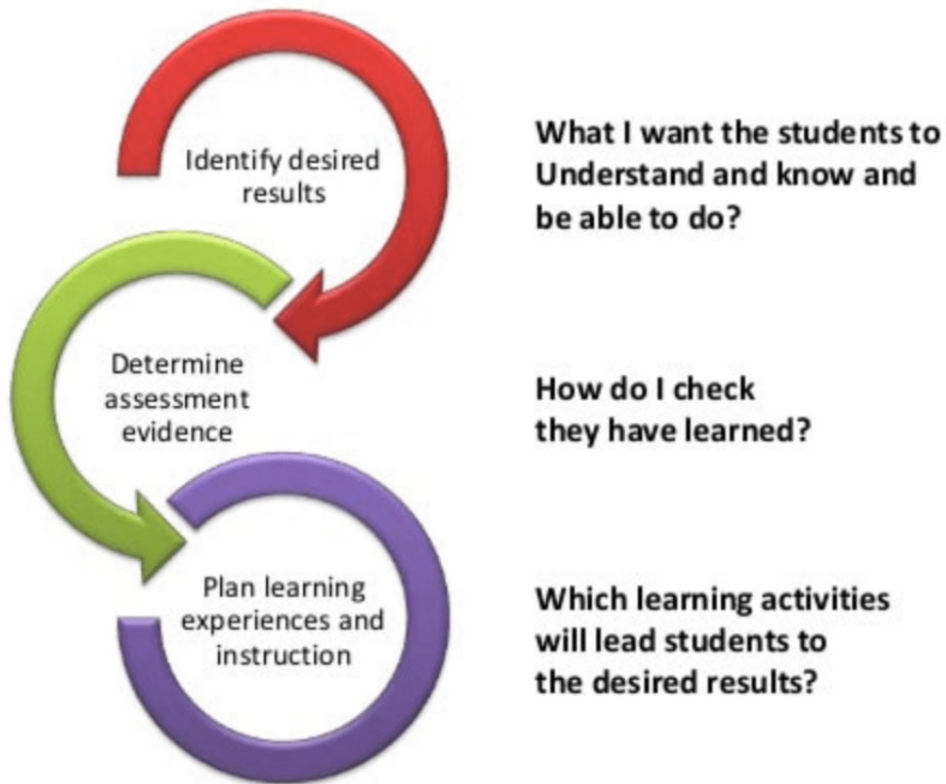 Identify desired
results
What I want the students to
Understand and know and
be able to do?
Determine
assessment
evidence
How do I check
they have learned?
Plan learning
experiences and
instruction
Which learning activities
will lead students to
the desired results?